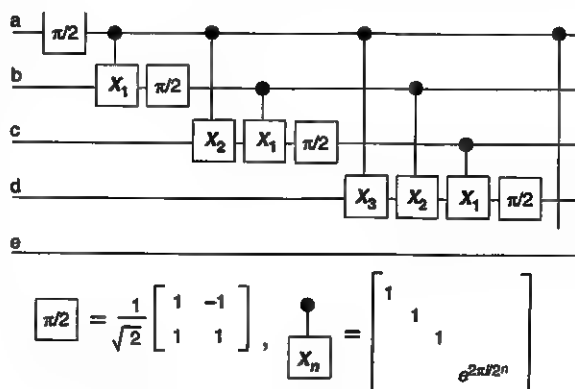 a π/2
b X₁ π/2
c X₂ X₁ π/2
d X₃ X₂ X₁ π/2
e
π/2 = 1/√2 [ 1 -1 ; 1 1 ] , Xₙ = [ 1 1 1 e^{2πi/2ⁿ} ]